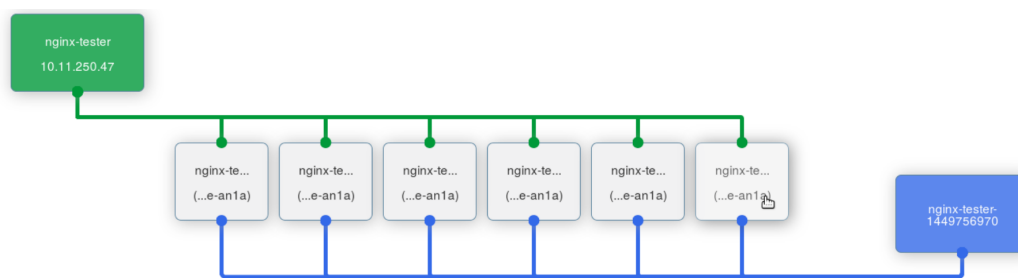 nginx-tester
10.11.250.47
nginx-te...
(...e-an1a)
nginx-te...
(...e-an1a)
nginx-te...
(...e-an1a)
nginx-te...
(...e-an1a)
nginx-te...
(...e-an1a)
nginx-te...
(...e-an1a)
nginx-tester-
1449756970